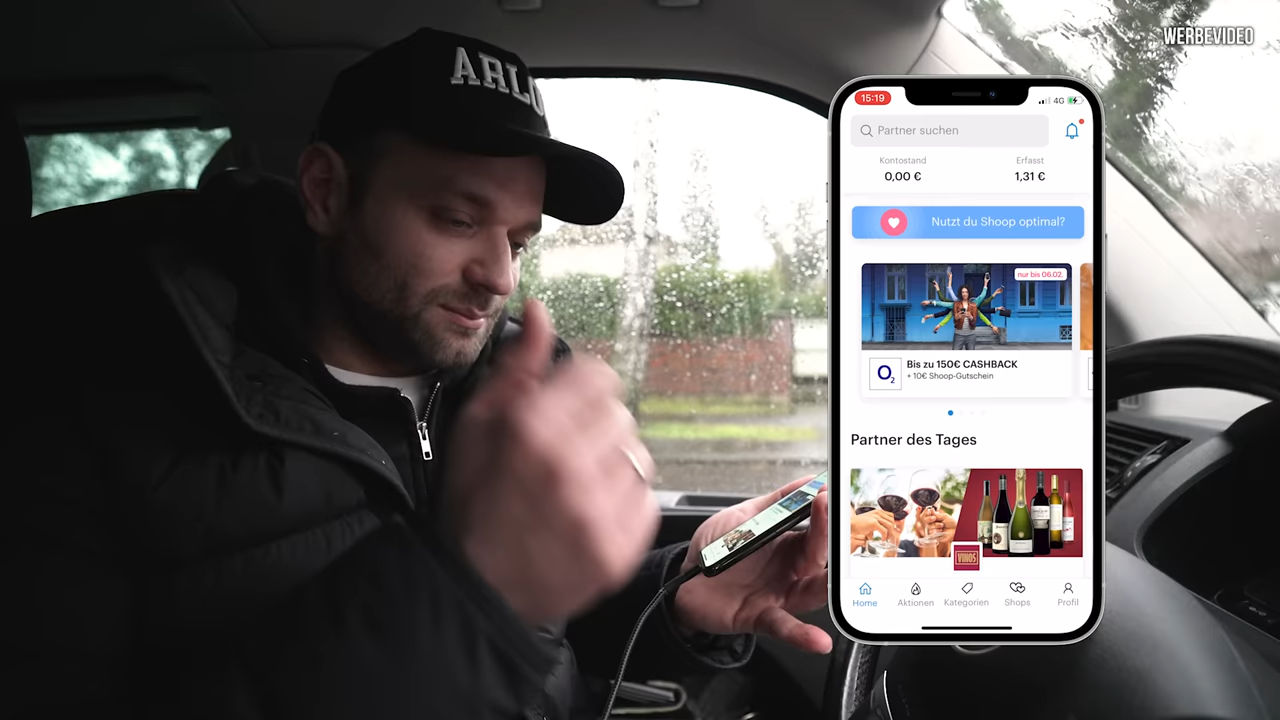 WERBEVIDEO
ARLO
15:19
4G
Partner suchen
Kontostand
Erfasst
0,00 €
1,31 €
Nutzt du Shoop optimal?
nur bis 06.02.
O2
Bis zu 150€ CASHBACK
+ 10€ Shoop-Gutschein
Partner des Tages
VINOS
Home
Aktionen
Kategorien
Shops
Profil